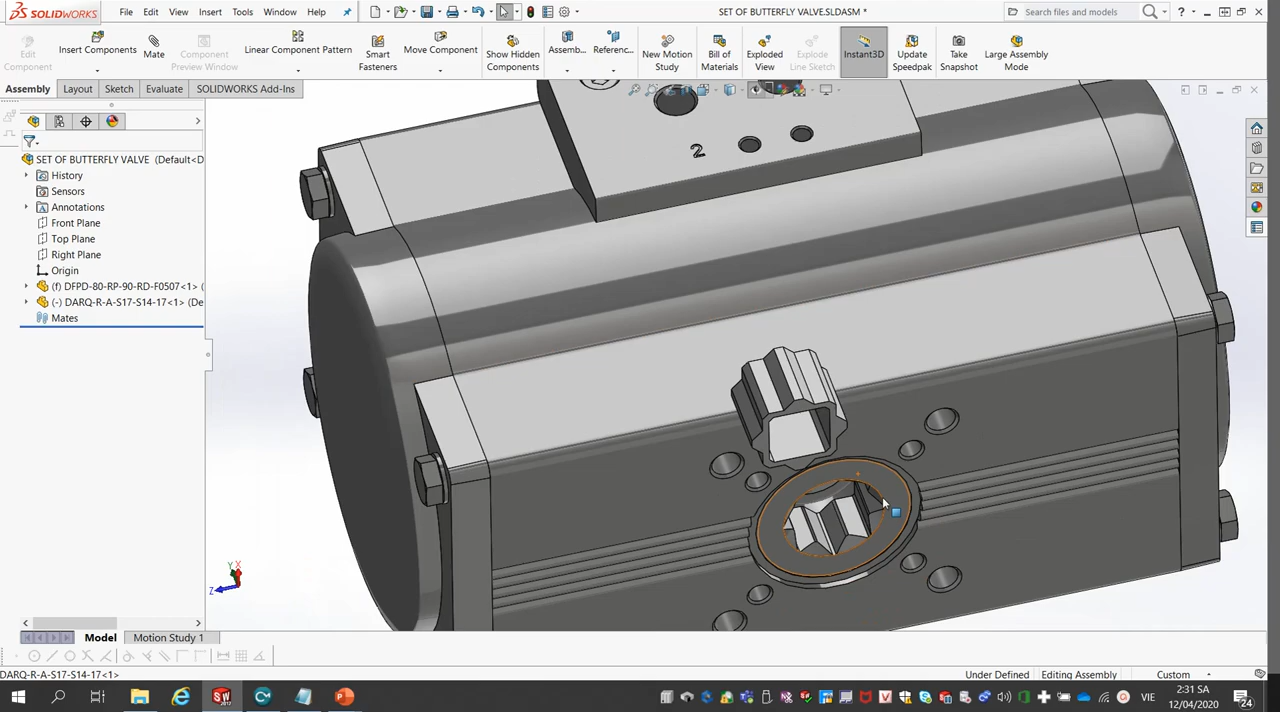 SOLIDWORKS File Edit View Insert Tools Window Help SET OF BUTTERFLY VALVE.SLDASM * Search files and models ?
Edit Component
Insert Components
Mate
Component Preview Window
Linear Component Pattern
Smart Fasteners
Move Component
Show Hidden Components
Assemb...
Referenc...
New Motion Study
Bill of Materials
Exploded View
Explode Line Sketch
Instant3D
Update Speedpak
Take Snapshot
Large Assembly Mode
Assembly Layout Sketch Evaluate SOLIDWORKS Add-Ins
SET OF BUTTERFLY VALVE (Default<D
History
Sensors
Annotations
Front Plane
Top Plane
Right Plane
Origin
(f) DFPD-80-RP-90-RD-F0507<1> (
(-) DARQ-R-A-S17-S14-17<1> (De
Mates
2
Y X
Z
Model Motion Study 1
DARQ-R-A-S17-S14-17<1> Under Defined Editing Assembly Custom
VIE
2:31 SA
12/04/2020
24